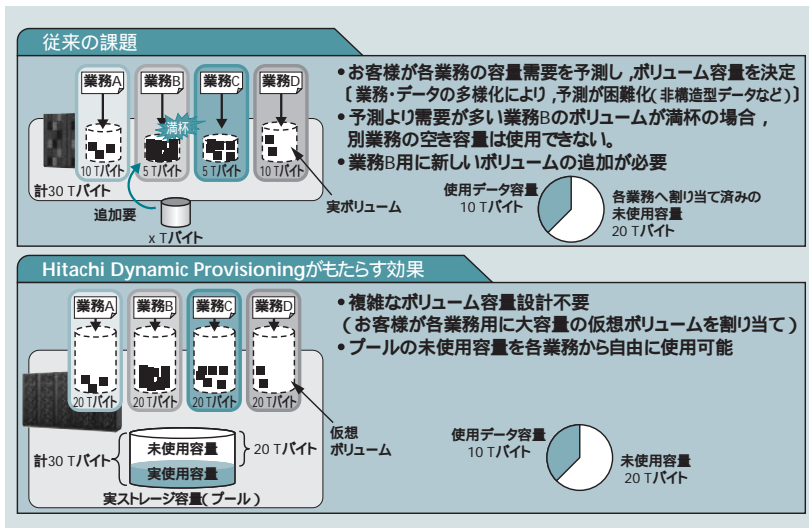 従来の課題
業務A
業務B
業務C
業務D
満杯
10 Tバイト
5 Tバイト
5 Tバイト
10 Tバイト
計30 Tバイト
追加要
x Tバイト
実ボリューム
•お客様が各業務の容量需要を予測し,ボリューム容量を決定
〔業務・データの多様化により,予測が困難化(非構造型データなど)〕
•予測より需要が多い業務Bのボリュームが満杯の場合,
別業務の空き容量は使用できない。
•業務B用に新しいボリュームの追加が必要
使用データ容量
10 Tバイト
各業務へ割り当て済みの
未使用容量
20 Tバイト
Hitachi Dynamic Provisioningがもたらす効果
業務A
業務B
業務C
業務D
20 Tバイト
20 Tバイト
20 Tバイト
20 Tバイト
計30 Tバイト
未使用容量
実使用容量
20 Tバイト
実ストレージ容量(プール)
仮想
ボリューム
•複雑なボリューム容量設計不要
(お客様が各業務用に大容量の仮想ボリュームを割り当て)
•プールの未使用容量を各業務から自由に使用可能
使用データ容量
10 Tバイト
未使用容量
20 Tバイト